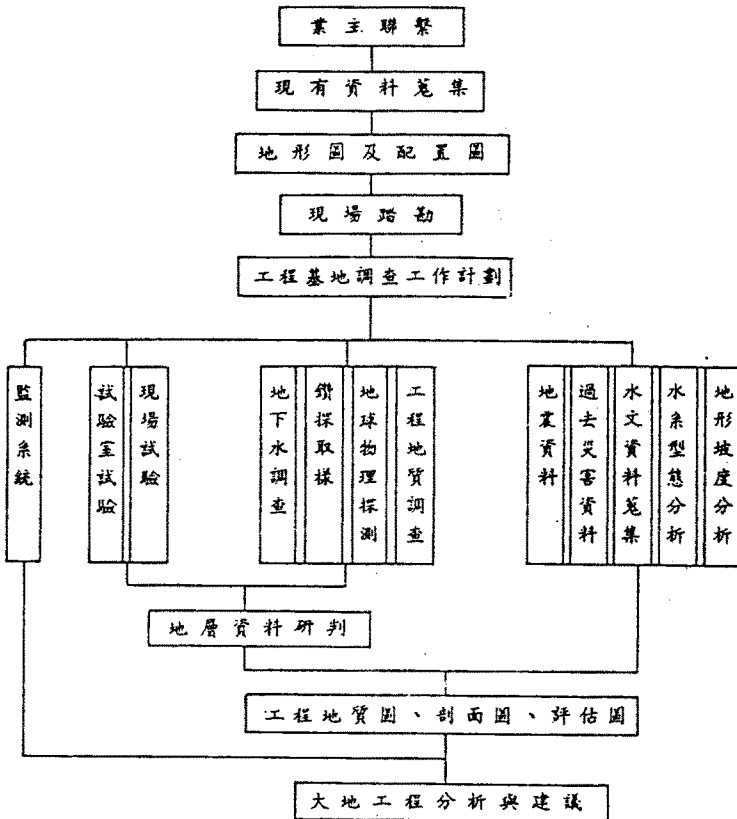 業主聯繫
現有資料蒐集
地形圖及配置圖
現場踏勘
工程基地調查工作計劃
監測系統
試驗室試驗
現場試驗
地下水調查
鑽探取樣
地球物理探測
工程地質調查
地震資料
過去災害資料
水文資料蒐集
水系型態分析
地形坡度分析
地層資料研判
工程地質圖、剖面圖、評估圖
大地工程分析與建議